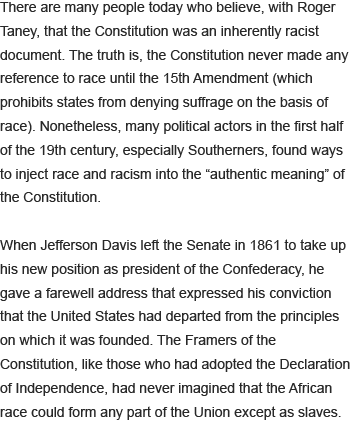 There are many people today who believe, with Roger
Taney, that the Constitution was an inherently racist
document. The truth is, the Constitution never made any
reference to race until the 15th Amendment (which
prohibits states from denying suffrage on the basis of
race). Nonetheless, many political actors in the first half
of the 19th century, especially Southerners, found ways
to inject race and racism into the “authentic meaning” of
the Constitution.

When Jefferson Davis left the Senate in 1861 to take up
his new position as president of the Confederacy, he
gave a farewell address that expressed his conviction
that the United States had departed from the principles
on which it was founded. The Framers of the
Constitution, like those who had adopted the Declaration
of Independence, had never imagined that the African
race could form any part of the Union except as slaves.